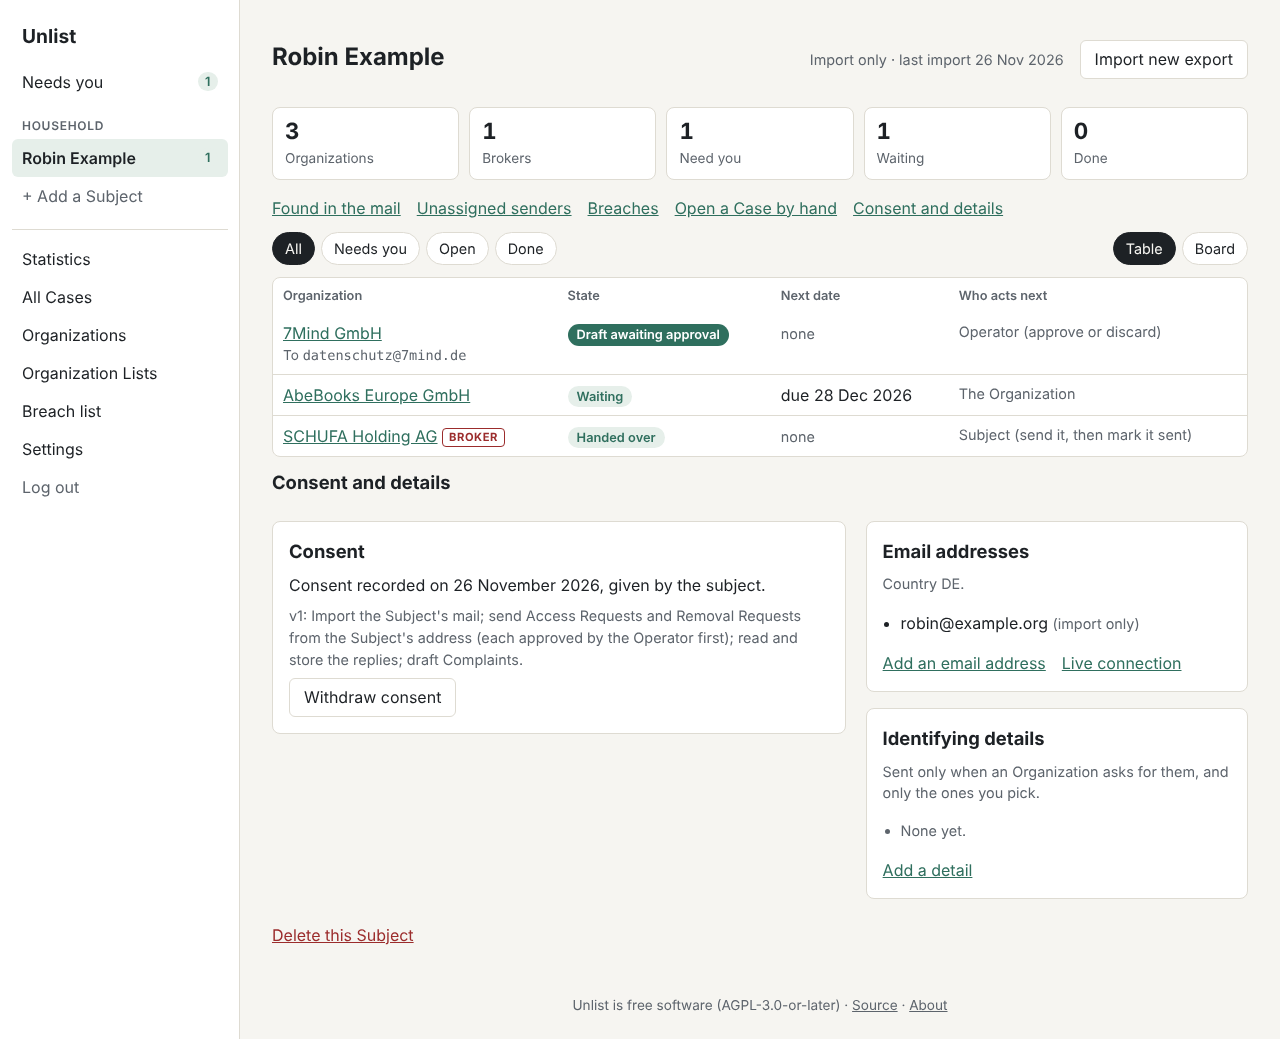 Unlist
Needs you 1
HOUSEHOLD
Robin Example 1
+ Add a Subject
Statistics
All Cases
Organizations
Organization Lists
Breach list
Settings
Log out
Robin Example
Import only · last import 26 Nov 2026
Import new export
3
Organizations
1
Brokers
1
Need you
1
Waiting
0
Done
Found in the mail Unassigned senders Breaches Open a Case by hand Consent and details
All Needs you Open Done Table Board
Organization State Next date Who acts next
7Mind GmbH Draft awaiting approval none Operator (approve or discard)
To datenschutz@7mind.de
AbeBooks Europe GmbH Waiting due 28 Dec 2026 The Organization
SCHUFA Holding AG BROKER Handed over none Subject (send it, then mark it sent)
Consent and details
Consent
Consent recorded on 26 November 2026, given by the subject.
v1: Import the Subject's mail; send Access Requests and Removal Requests
from the Subject's address (each approved by the Operator first); read and
store the replies; draft Complaints.
Withdraw consent
Email addresses
Country DE.
• robin@example.org (import only)
Add an email address Live connection
Identifying details
Sent only when an Organization asks for them, and
only the ones you pick.
• None yet.
Add a detail
Delete this Subject
Unlist is free software (AGPL-3.0-or-later) · Source · About